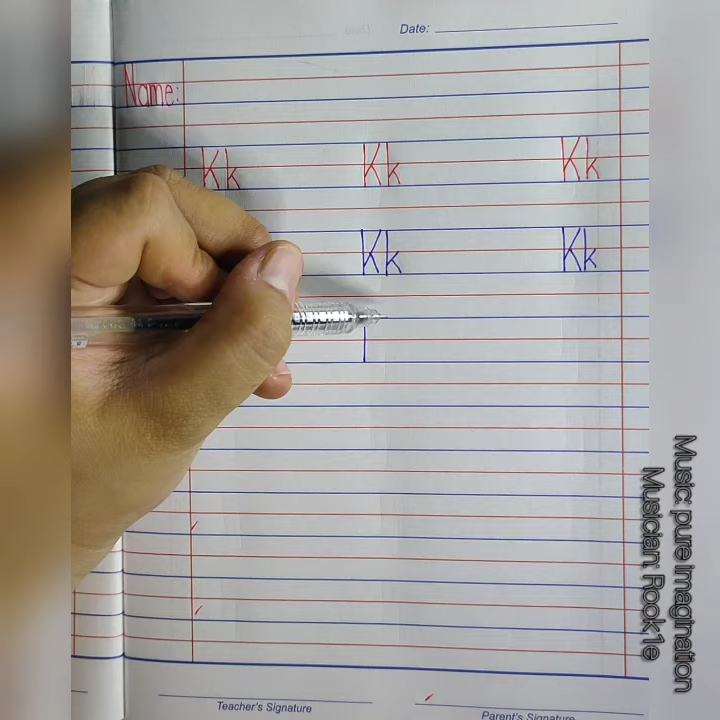 Date:
Name:
Kk Kk Kk
Kk Kk
Teacher's Signature
Parent's Signature
Music: pure imagination
Musician: Rook1e